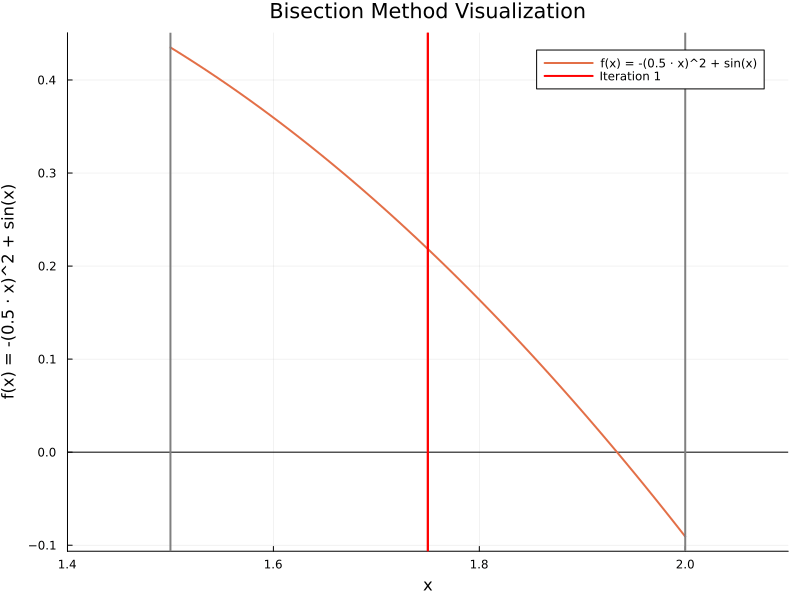 Bisection Method Visualization
f(x) = -(0.5 · x)^2 + sin(x)
Iteration 1
f(x) = -(0.5 · x)^2 + sin(x)
0.4
0.3
0.2
0.1
0.0
−0.1
1.4
1.6
1.8
2.0
x